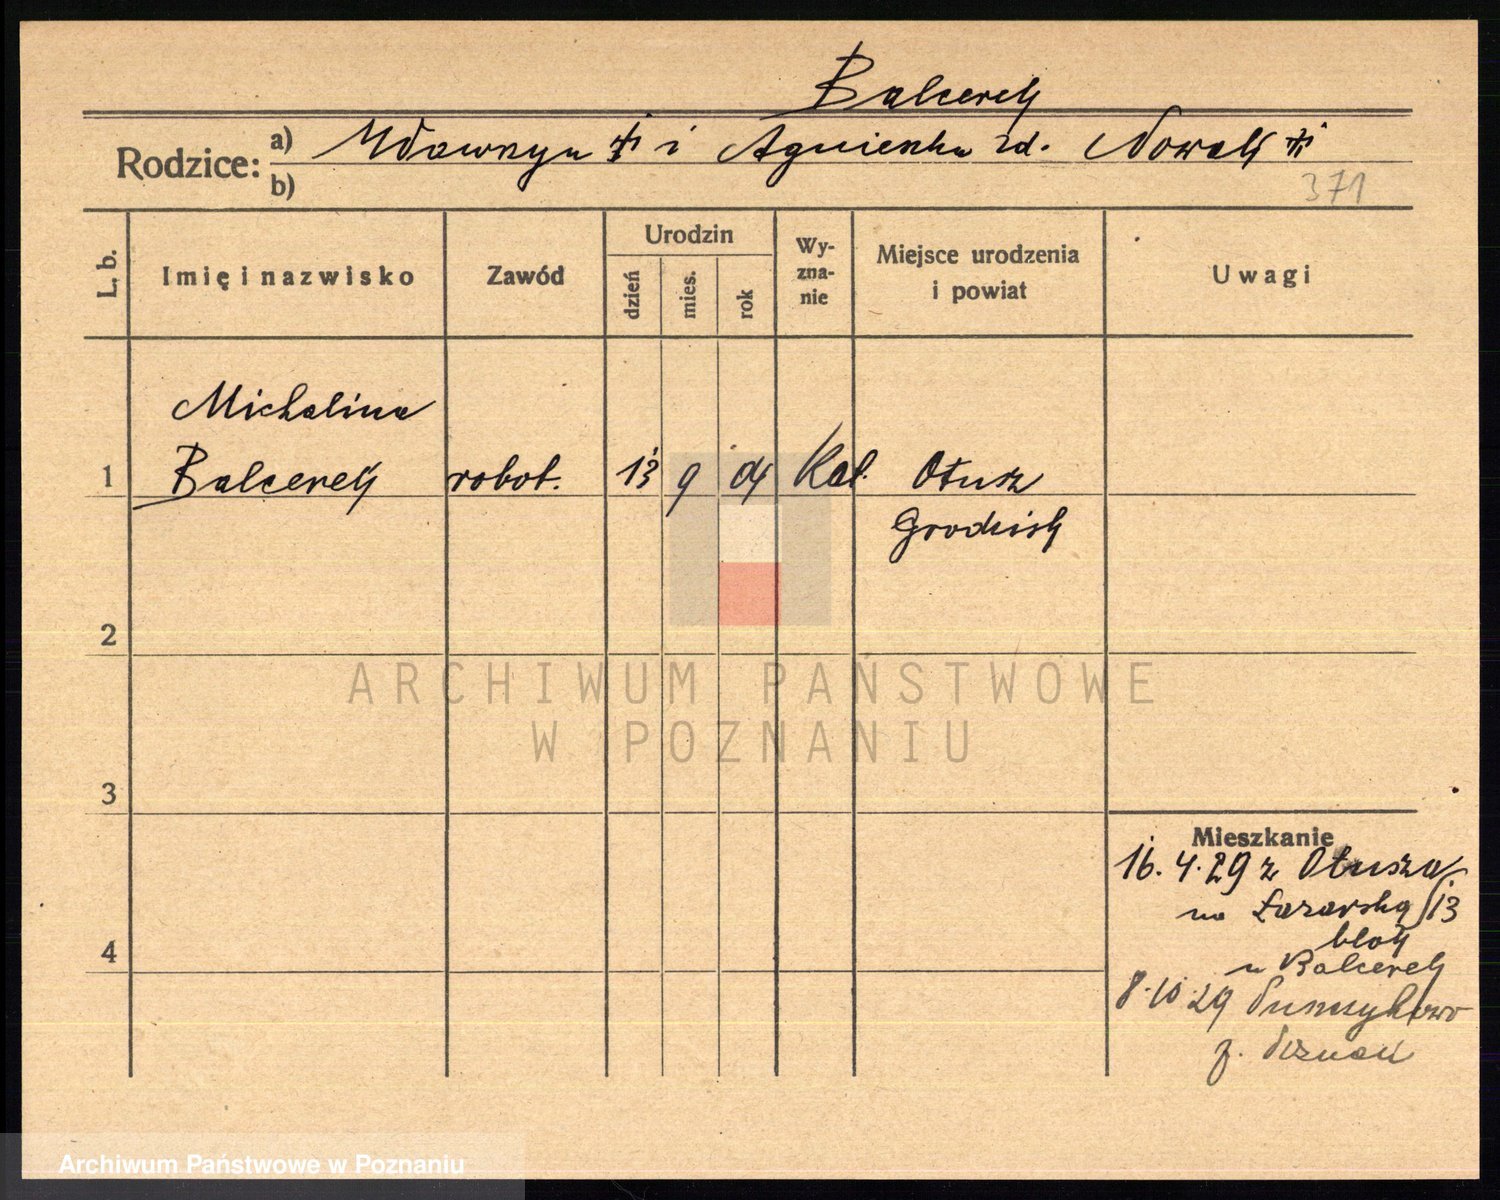 Balcerek
Rodzice: a) Wawrzyn i Agnieszka zd. Nowak
b)
371
L. b.
Imię i nazwisko
Zawód
Urodzin
dzień
mies.
rok
Wy-
zna-
nie
Miejsce urodzenia
i powiat
Uwagi
Michalina
1 Balcerek robot. 13 9 04 Kat. Otusz
Grodzisk
2
3
4
ARCHIWUM PAŃSTWOWE
W POZNANIU
Mieszkanie
16. 4. 29 z Otusza
na Łazarską 13
blok
u Balcerek
8. 10. 29
p. Poznań
Archiwum Państwowe w Poznaniu